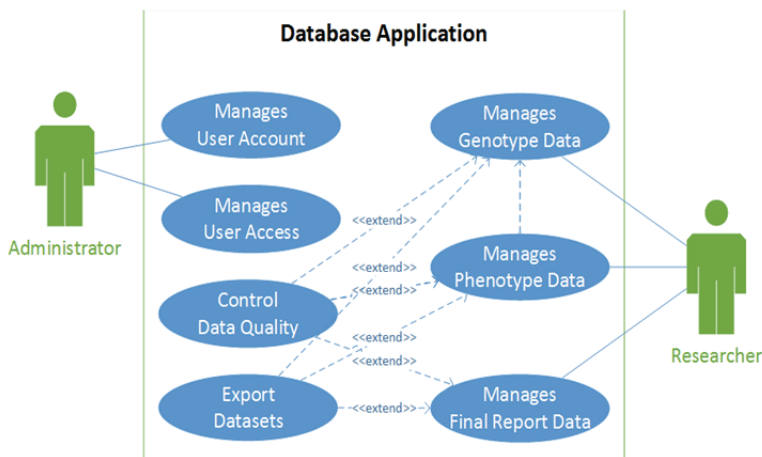 Database Application
Manages
User Account
Manages
Genotype Data
Administrator
Manages
User Access
<<extend>>
Manages
Phenotype Data
<<extend>>
<<extend>>
Control
Data Quality
Researcher
<<extend>>
<<extend>>
Export
Datasets
<<extend>>
Manages
Final Report Data